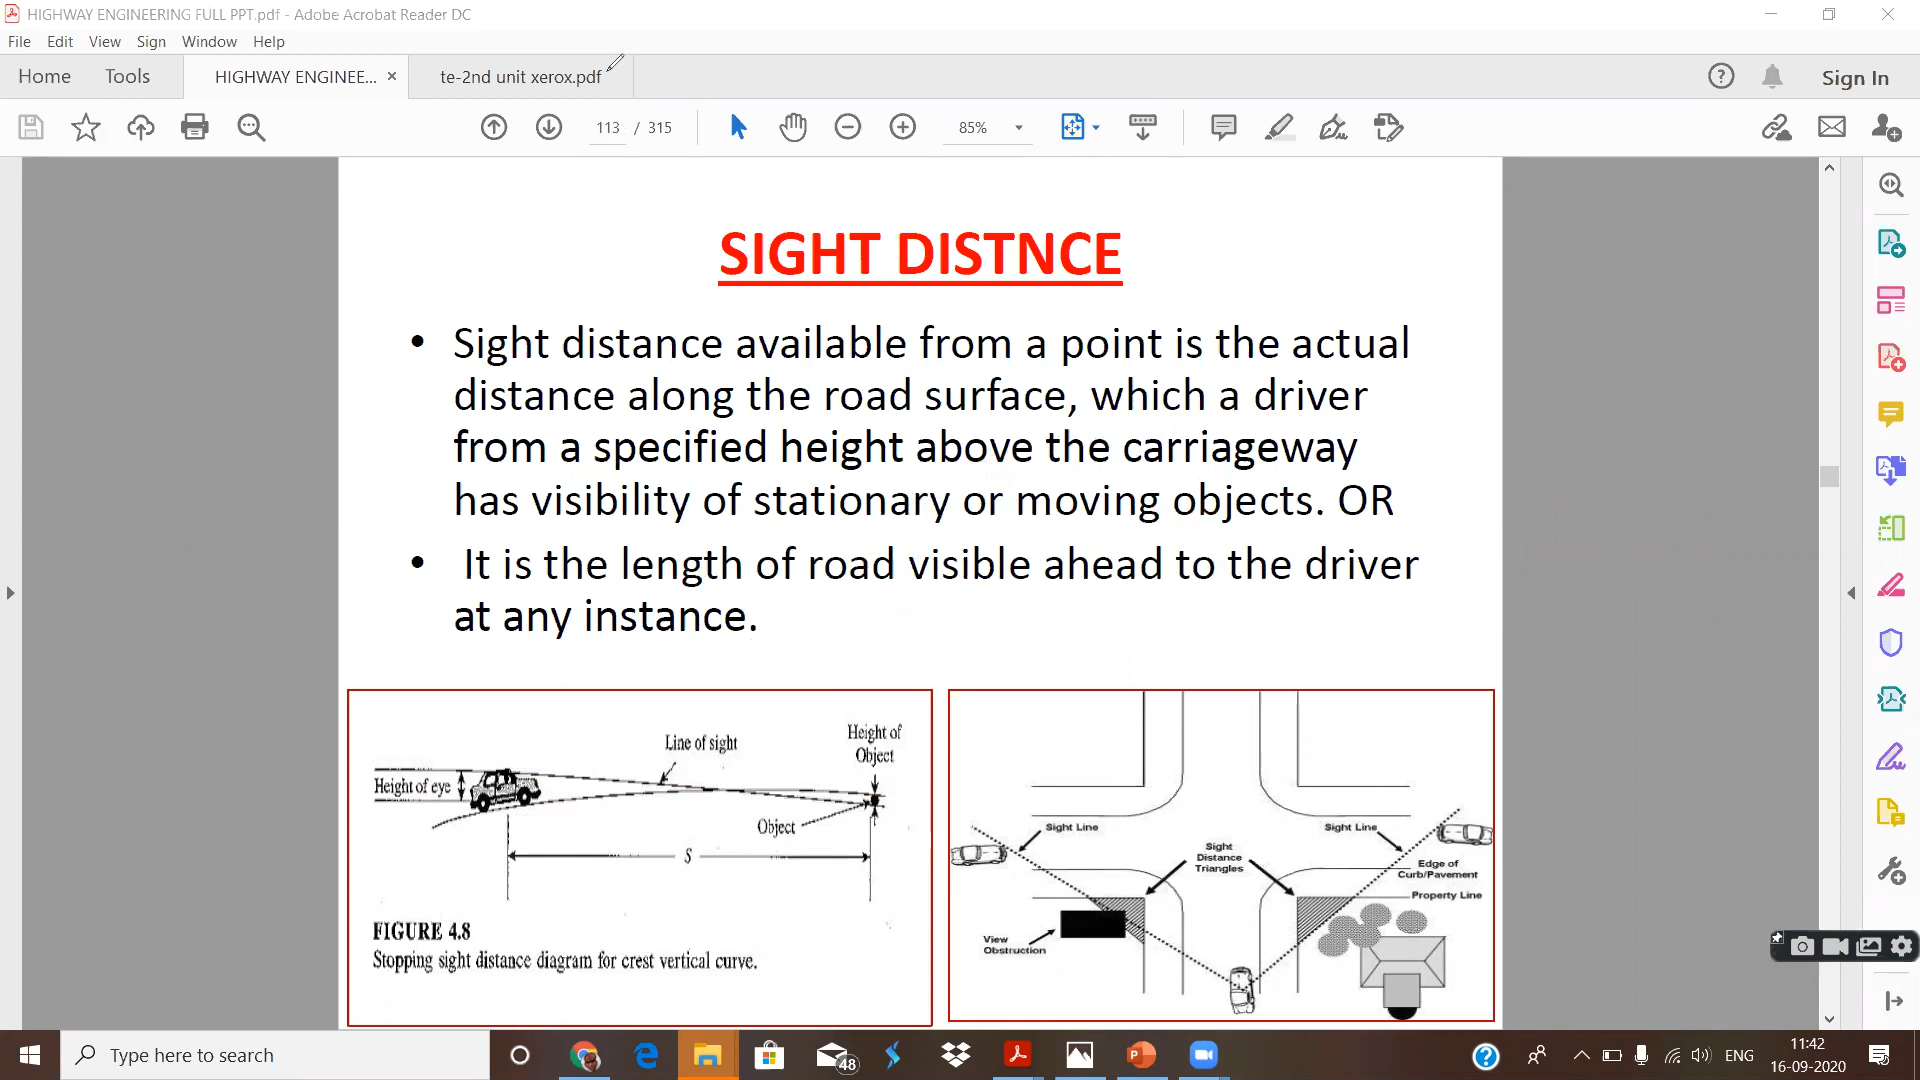 HIGHWAY ENGINEERING FULL PPT.pdf - Adobe Acrobat Reader DC
File Edit View Sign Window Help
Home Tools HIGHWAY ENGINEE... × te-2nd unit xerox.pdf Sign In
113 / 315 85%
SIGHT DISTNCE
• Sight distance available from a point is the actual
distance along the road surface, which a driver
from a specified height above the carriageway
has visibility of stationary or moving objects. OR
• It is the length of road visible ahead to the driver
at any instance.
Height of
Object
Line of sight
Height of eye
Object
S
FIGURE 4.8
Stopping sight distance diagram for crest vertical curve.
Sight Line
Sight Line
Sight
Distance
Triangles
Edge of
Curb/Pavement
Property Line
View
Obstruction
Type here to search
48
ENG
11:42
16-09-2020